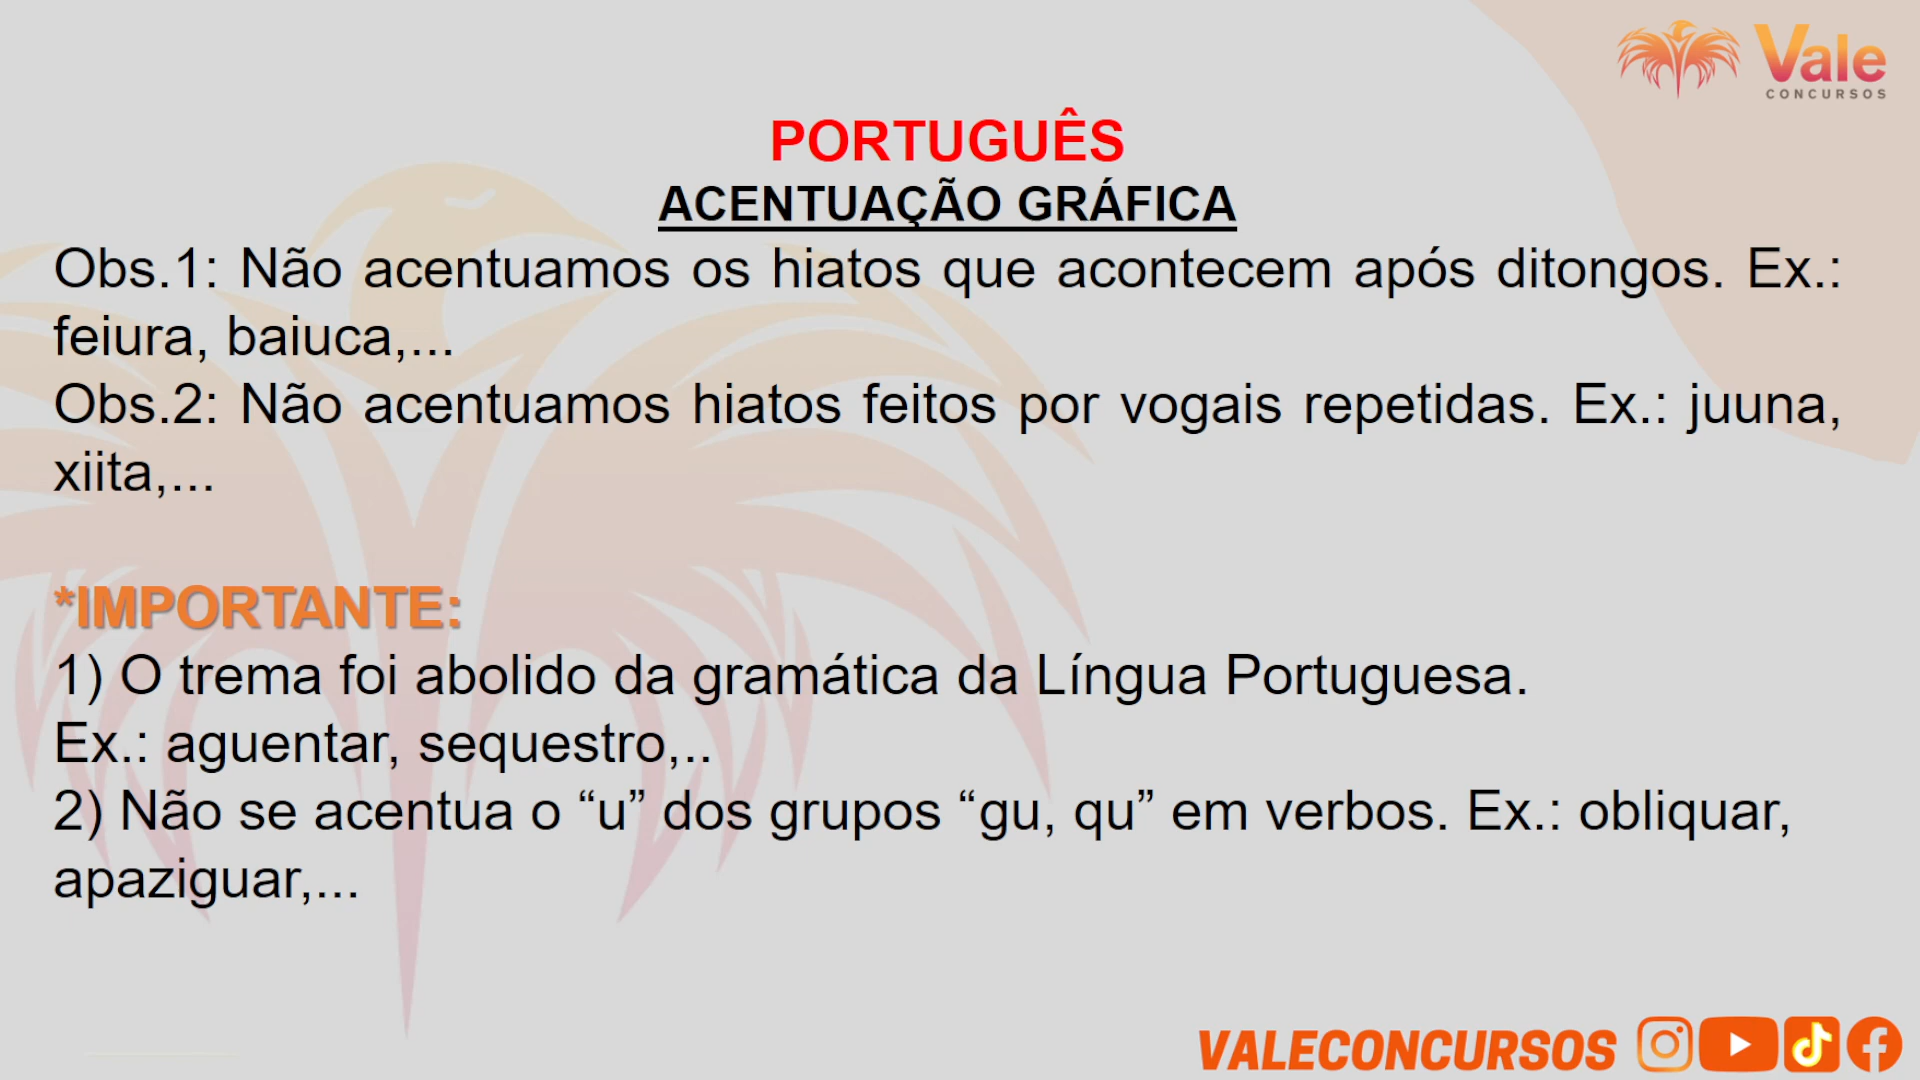 Vale
CONCURSOS
PORTUGUÊS
ACENTUAÇÃO GRÁFICA
Obs.1: Não acentuamos os hiatos que acontecem após ditongos. Ex.:
feiura, baiuca,...
Obs.2: Não acentuamos hiatos feitos por vogais repetidas. Ex.: juuna,
xiita,...
*IMPORTANTE:
1) O trema foi abolido da gramática da Língua Portuguesa.
Ex.: aguentar, sequestro,..
2) Não se acentua o “u” dos grupos “gu, qu” em verbos. Ex.: obliquar,
apaziguar,...
VALECONCURSOS